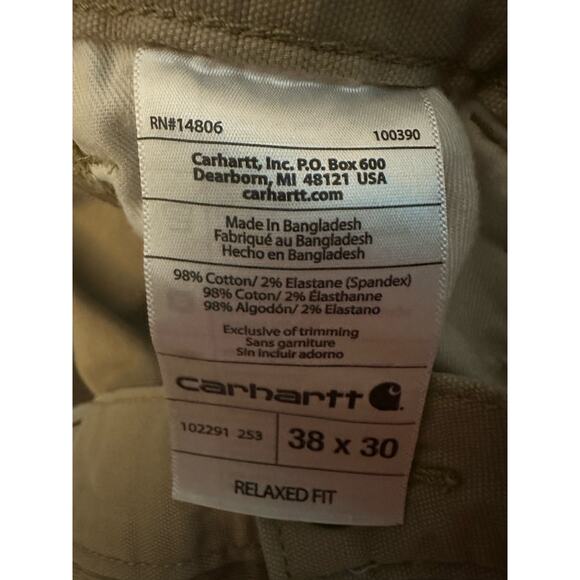 RN#14806 100390
Carhartt, Inc. P.O. Box 600
Dearborn, MI 48121 USA
carhartt.com
Made In Bangladesh
Fabriqué au Bangladesh
Hecho en Bangladesh
98% Cotton/ 2% Elastane (Spandex)
98% Coton/ 2% Élasthanne
98% Algodón/ 2% Elastano
Exclusive of trimming
Sans garniture
Sin incluir adorno
carhartt
102291 253 38 x 30
RELAXED FIT